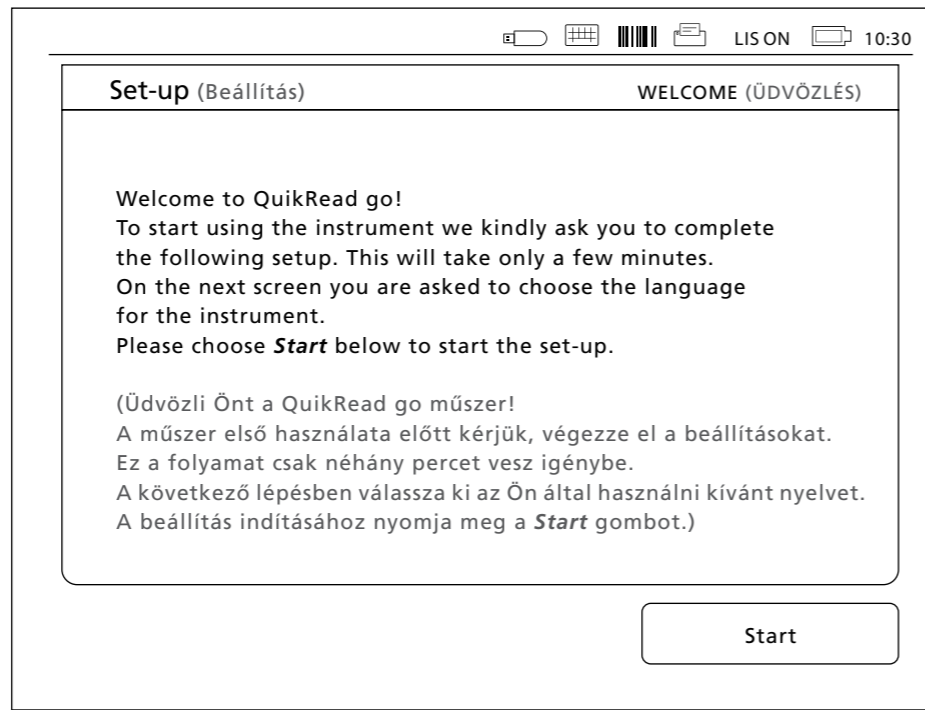 LIS ON 10:30
Set-up (Beállítás) WELCOME (ÜDVÖZLÉS)
Welcome to QuikRead go!
To start using the instrument we kindly ask you to complete
the following setup. This will take only a few minutes.
On the next screen you are asked to choose the language
for the instrument.
Please choose Start below to start the set-up.
(Üdvözli Önt a QuikRead go műszer!
A műszer első használata előtt kérjük, végezze el a beállításokat.
Ez a folyamat csak néhány percet vesz igénybe.
A következő lépésben válassza ki az Ön által használni kívánt nyelvet.
A beállítás indításához nyomja meg a Start gombot.)
Start